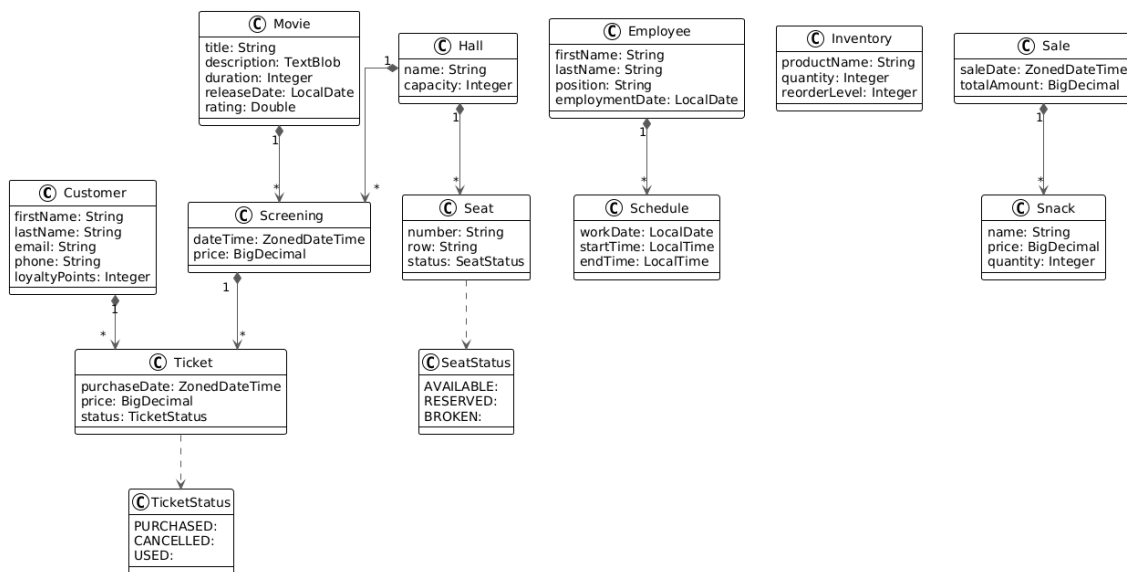 C Movie
title: String
description: TextBlob
duration: Integer
releaseDate: LocalDate
rating: Double
C Hall
name: String
capacity: Integer
C Employee
firstName: String
lastName: String
position: String
employmentDate: LocalDate
C Inventory
productName: String
quantity: Integer
reorderLevel: Integer
C Sale
saleDate: ZonedDateTime
totalAmount: BigDecimal
1
1
1
1
1
*
*
*
*
*
C Customer
firstName: String
lastName: String
email: String
phone: String
loyaltyPoints: Integer
C Screening
dateTime: ZonedDateTime
price: BigDecimal
C Seat
number: String
row: String
status: SeatStatus
C Schedule
workDate: LocalDate
startTime: LocalTime
endTime: LocalTime
C Snack
name: String
price: BigDecimal
quantity: Integer
1
1
*
*
C Ticket
purchaseDate: ZonedDateTime
price: BigDecimal
status: TicketStatus
C SeatStatus
AVAILABLE:
RESERVED:
BROKEN:
C TicketStatus
PURCHASED:
CANCELLED:
USED: